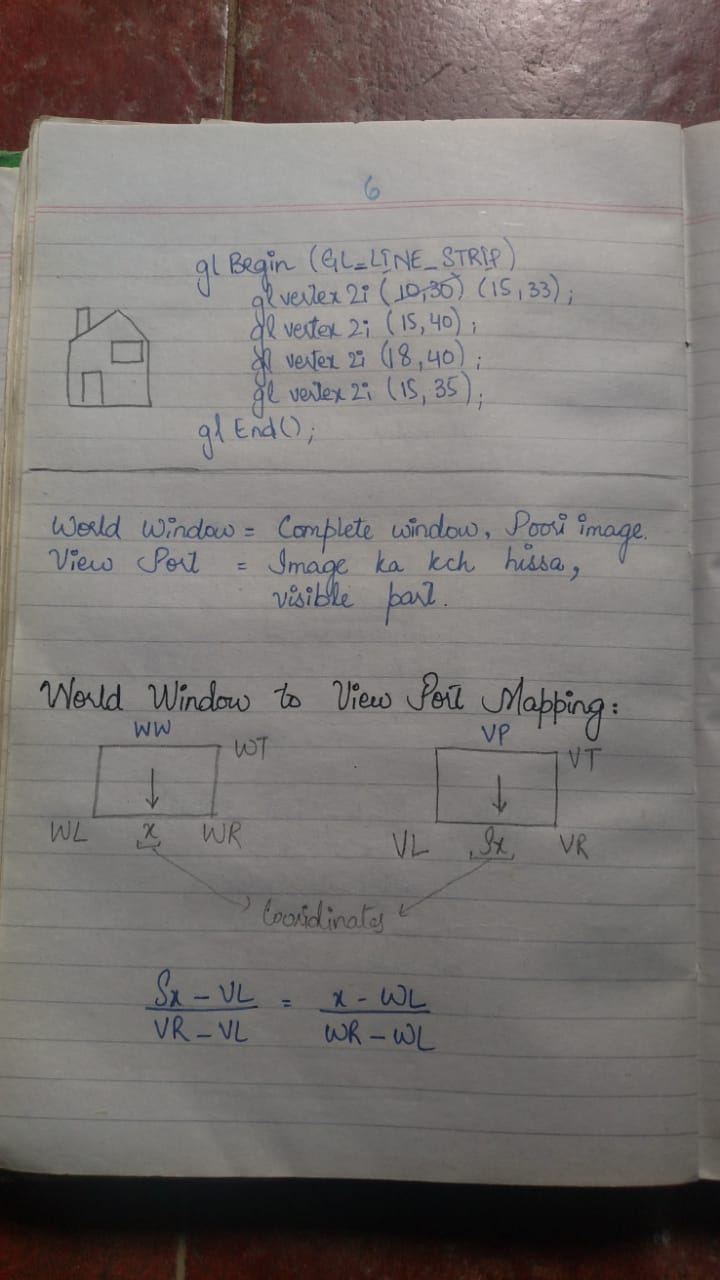 6
gl Begin (GL_LINE_STRIP)
gl vertex 2i (10,30) (15,33);
gl vertex 2i (15,40);
gl vertex 2i (18,40);
gl vertex 2i (15,35);
gl End();
World Window = Complete window, Poori image.
View Port = Image ka kch hissa,
visible part.
World Window to View Port Mapping:
WW WT VP VT
WL x WR VL Sx VR
Coordinates
Sx - VL = x - WL
VR - VL WR - WL